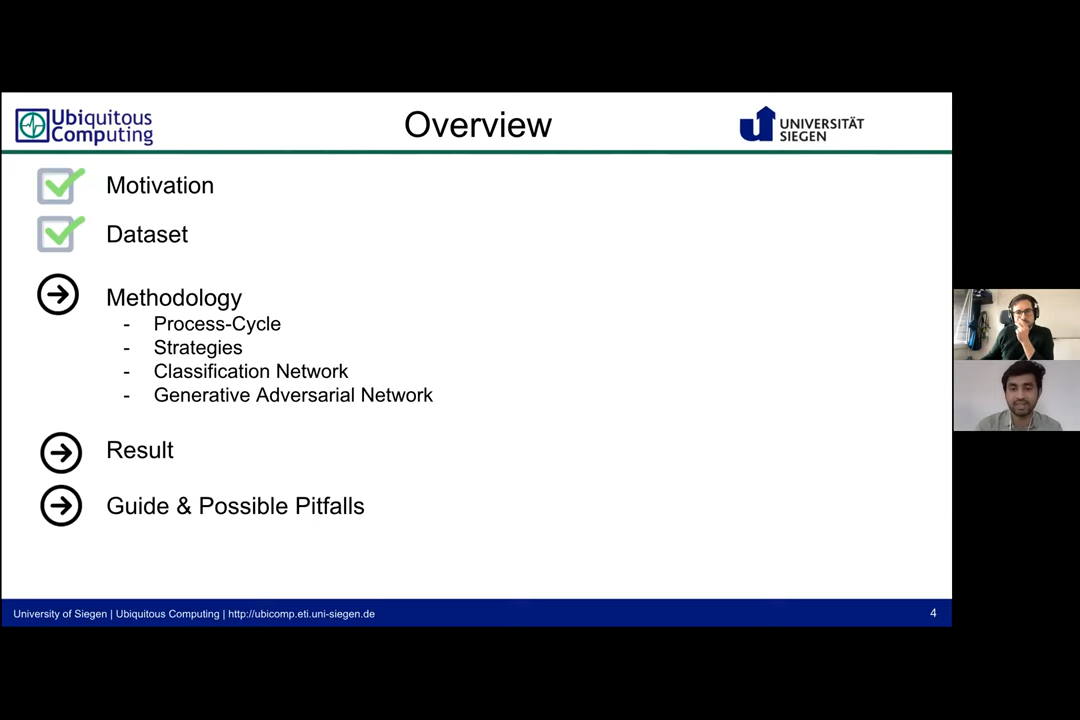 Ubiquitous
Computing
Overview
UNIVERSITÄT
SIEGEN
Motivation
Dataset
Methodology
- Process-Cycle
- Strategies
- Classification Network
- Generative Adversarial Network
Result
Guide & Possible Pitfalls
University of Siegen | Ubiquitous Computing | http://ubicomp.eti.uni-siegen.de
4